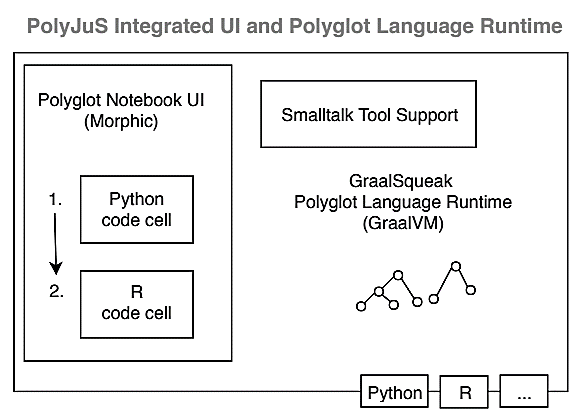 PolyJuS Integrated UI and Polyglot Language Runtime
Polyglot Notebook UI
(Morphic)
1.
Python
code cell
2.
R
code cell
Smalltalk Tool Support
GraalSqueak
Polyglot Language Runtime
(GraalVM)
Python
R
...